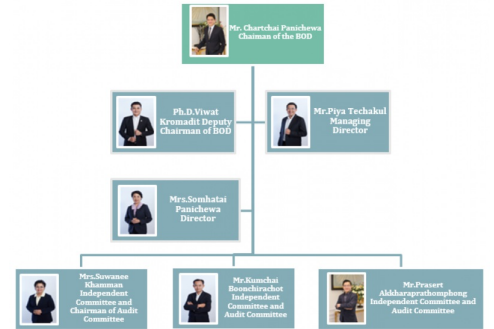 Mr. Chartchai Panichewa
Chaiman of the BOD
Ph.D.Viwat
Kromadit Deputy
Chairman of BOD
Mr.Piya Techakul
Managing
Director
Mrs.Somhatai
Panichewa
Director
Mrs.Suwanee
Khamman
Independent
Committee and
Chairman of Audit
Committee
Mr.Kumchai
Boonchirachot
Independent
Committee and
Audit Committee
Mr.Prasert
Akkharaprathomphong
Independent Committee and
Audit Committee